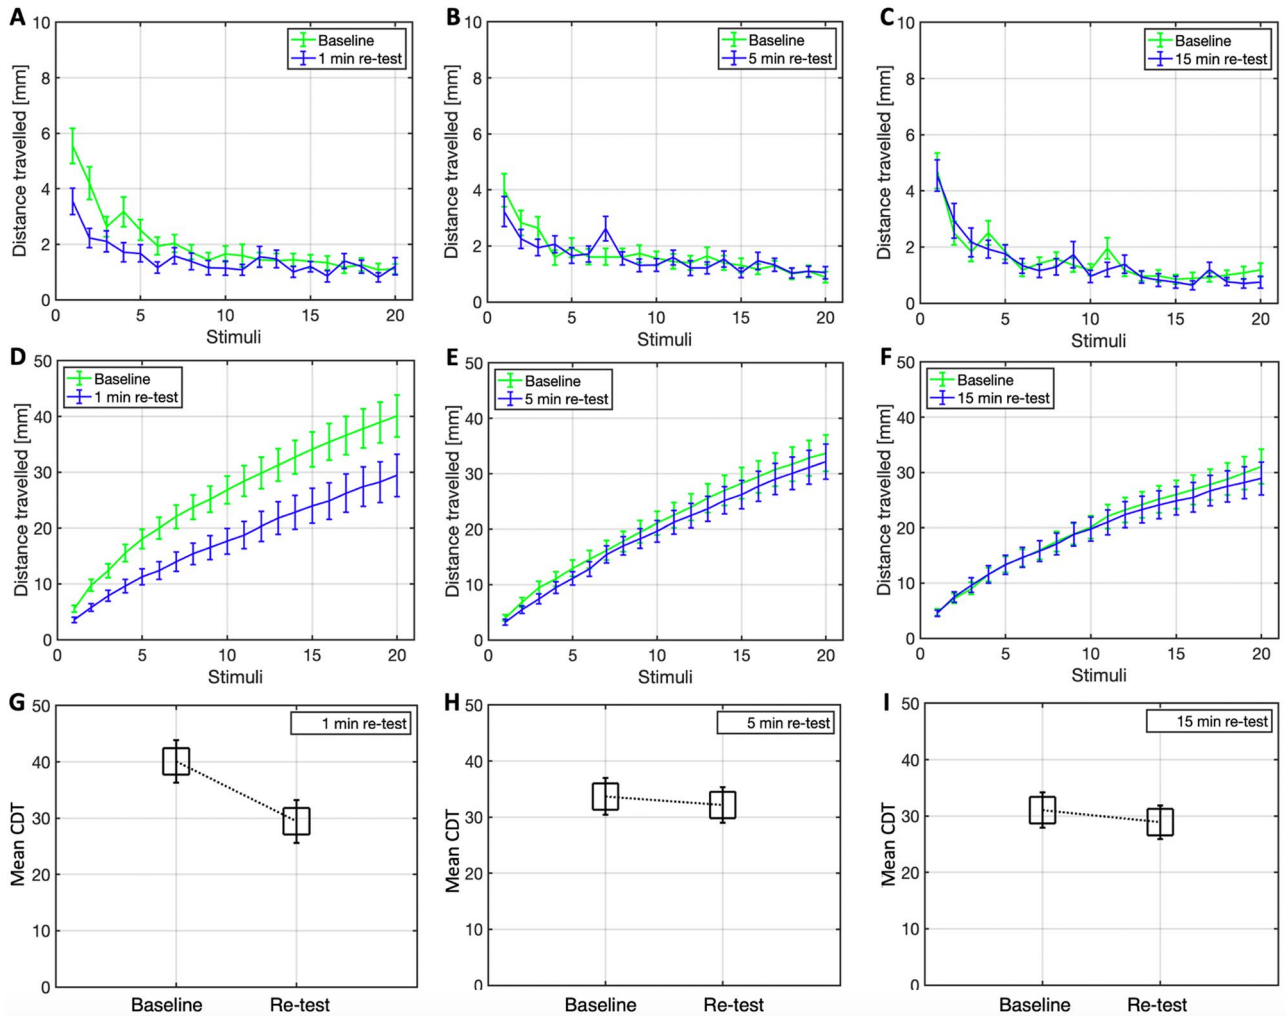 A
10
8
6
4
2
0
0
5
10
15
20
Distance travelled [mm]
Stimuli
Baseline
1 min re-test
B
10
8
6
4
2
0
0
5
10
15
20
Distance travelled [mm]
Stimuli
Baseline
5 min re-test
C
10
8
6
4
2
0
0
5
10
15
20
Distance travelled [mm]
Stimuli
Baseline
15 min re-test
D
50
40
30
20
10
0
0
5
10
15
20
Distance travelled [mm]
Stimuli
Baseline
1 min re-test
E
50
40
30
20
10
0
0
5
10
15
20
Distance travelled [mm]
Stimuli
Baseline
5 min re-test
F
50
40
30
20
10
0
0
5
10
15
20
Distance travelled [mm]
Stimuli
Baseline
15 min re-test
G
50
40
30
20
10
0
Mean CDT
1 min re-test
Baseline
Re-test
H
50
40
30
20
10
0
Mean CDT
5 min re-test
Baseline
Re-test
I
50
40
30
20
10
0
Mean CDT
15 min re-test
Baseline
Re-test